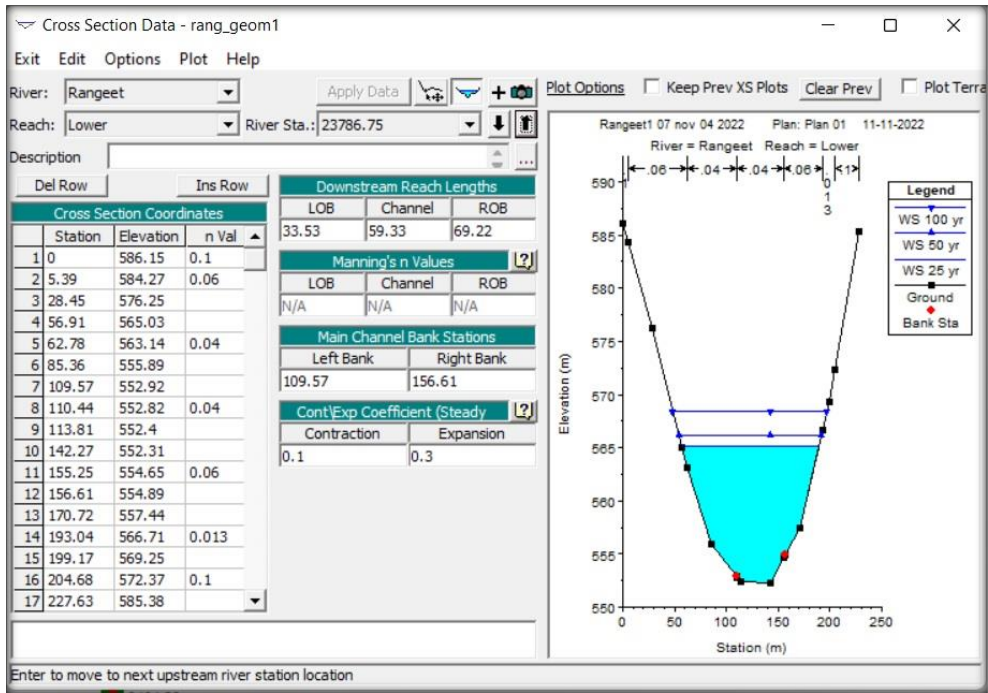 Cross Section Data - rang_geom1
Exit Edit Options Plot Help
River: Rangeet Apply Data Plot Options Keep Prev XS Plots Clear Prev Plot Terra
Reach: Lower River Sta.: 23786.75
Description ...
Del Row Ins Row
Cross Section Coordinates
Station Elevation n Val
1 0 586.15 0.1
2 5.39 584.27 0.06
3 28.45 576.25
4 56.91 565.03
5 62.78 563.14 0.04
6 85.36 555.89
7 109.57 552.92
8 110.44 552.82 0.04
9 113.81 552.4
10 142.27 552.31
11 155.25 554.65 0.06
12 156.61 554.89
13 170.72 557.44
14 193.04 566.71 0.013
15 199.17 569.25
16 204.68 572.37 0.1
17 227.63 585.38
Downstream Reach Lengths
LOB Channel ROB
33.53 59.33 69.22
Manning's n Values
LOB Channel ROB
N/A N/A N/A
Main Channel Bank Stations
Left Bank Right Bank
109.57 156.61
Cont\Exp Coefficient (Steady
Contraction Expansion
0.1 0.3
Rangeet1 07 nov 04 2022 Plan: Plan 01 11-11-2022
River = Rangeet Reach = Lower
.06 .04 .04 .06 .1
0
1
3
590
585
580
575
570
565
560
555
550
Elevation (m)
0 50 100 150 200 250
Station (m)
Legend
WS 100 yr
WS 50 yr
WS 25 yr
Ground
Bank Sta
Enter to move to next upstream river station location